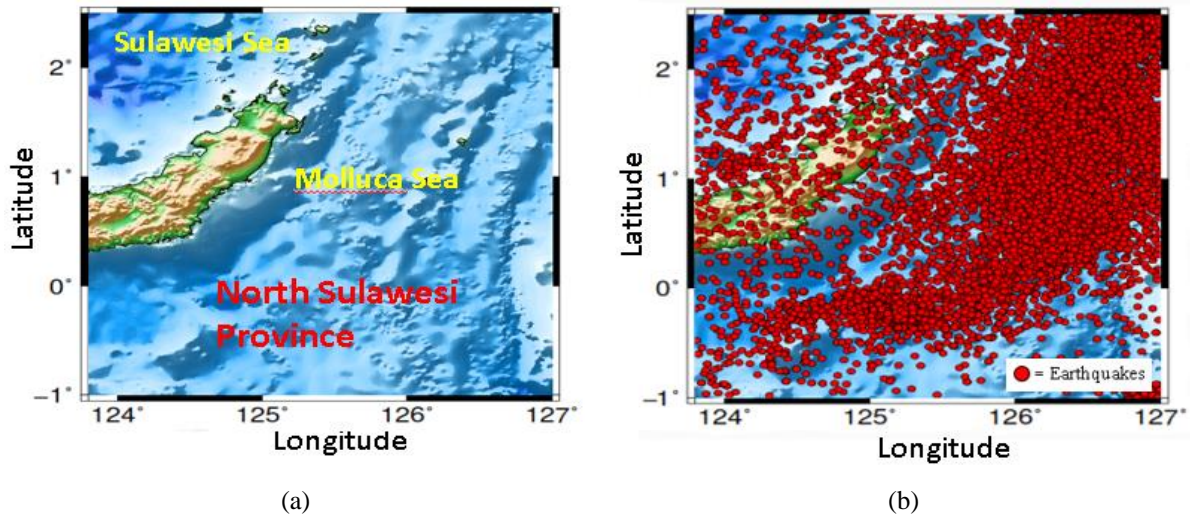 Sulawesi Sea
Molluca Sea
North Sulawesi
Province
Latitude
2°
1°
0°
−1°
124°
125°
126°
127°
Longitude
(a)
Latitude
2°
1°
0°
−1°
= Earthquakes
124°
125°
126°
127°
Longitude
(b)